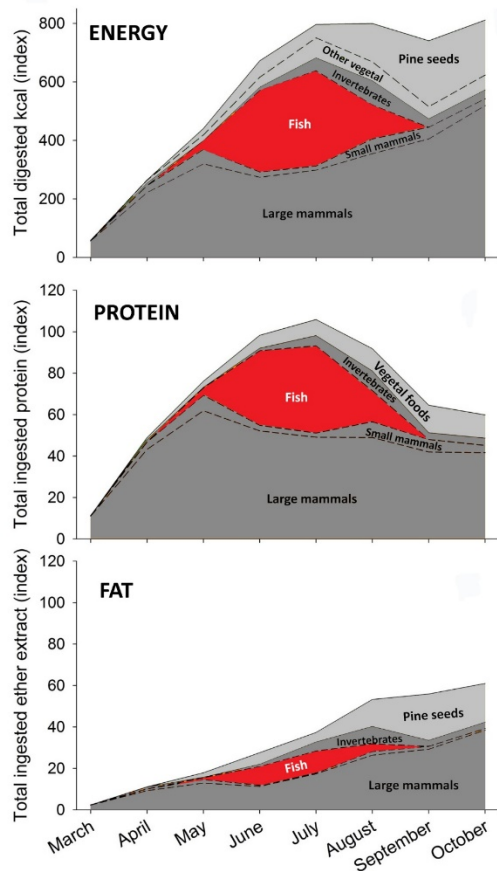 ENERGY
Total digested kcal (index)
800
600
400
200
0
Pine seeds
Other vegetal
Invertebrates
Fish
Small mammals
Large mammals
PROTEIN
Total ingested protein (index)
120
100
80
60
40
20
0
Vegetal foods
Invertebrates
Fish
Small mammals
Large mammals
FAT
Total ingested ether extract (index)
120
100
80
60
40
20
0
Pine seeds
Invertebrates
Fish
Large mammals
March
April
May
June
July
August
September
October